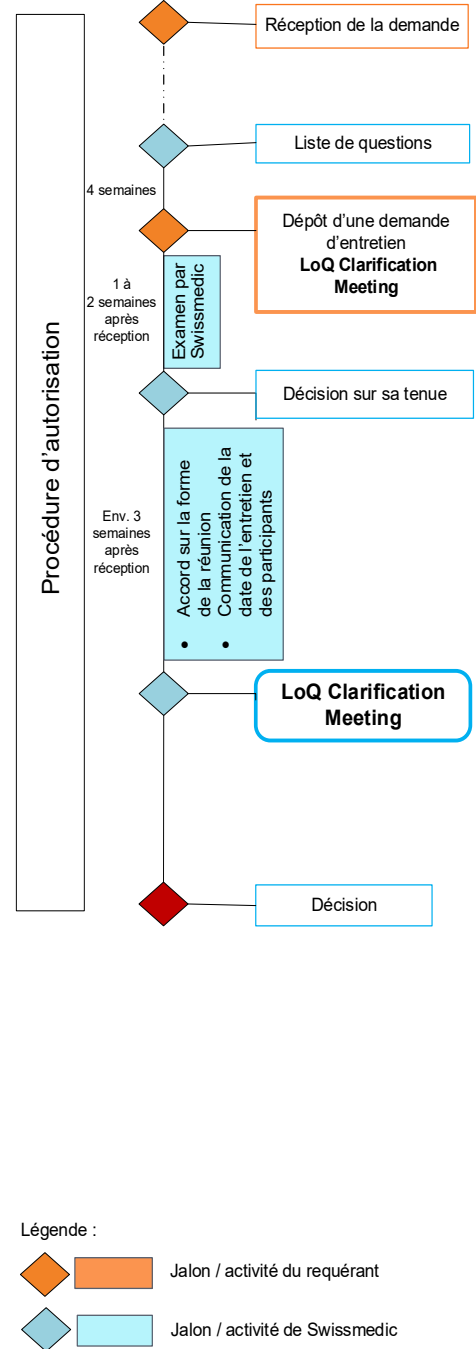 Réception de la demande
Liste de questions
4 semaines
Dépôt d’une demande
d’entretien
LoQ Clarification
Meeting
1 à
2 semaines
après
réception
Examen par
Swissmedic
Procédure d’autorisation
Décision sur sa tenue
Env. 3
semaines
après
réception
• Accord sur la forme
de la réunion
• Communication de la
date de l’entretien et
des participants
LoQ Clarification
Meeting
Décision
Légende :
Jalon / activité du requérant
Jalon / activité de Swissmedic